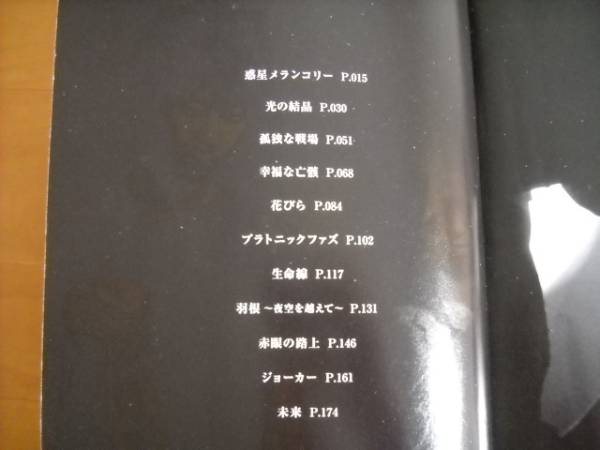 惑星メランコリー P.015
光の結晶 P.030
孤独な戦場 P.051
幸福な亡骸 P.068
花びら P.084
プラトニックファズ P.102
生命線 P.117
羽根 〜夜空を越えて〜 P.131
赤眼の路上 P.146
ジョーカー P.161
未来 P.174